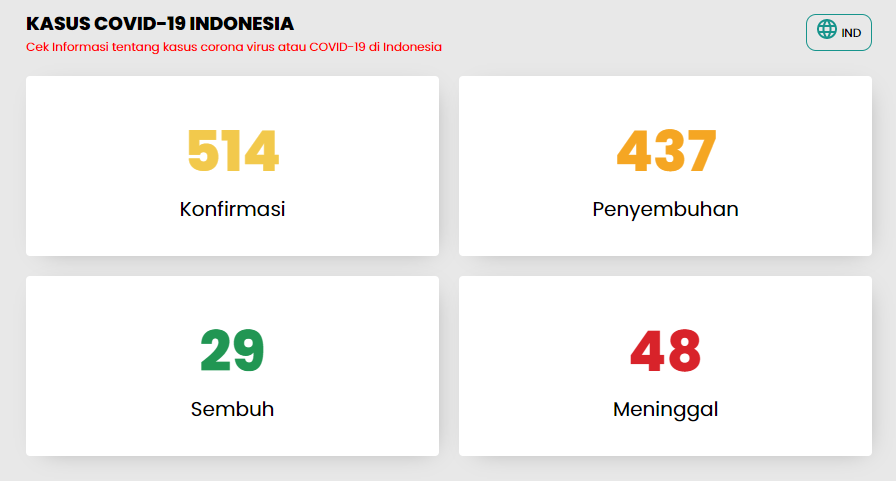 KASUS COVID-19 INDONESIA
Cek Informasi tentang kasus corona virus atau COVID-19 di Indonesia
IND
514
Konfirmasi
437
Penyembuhan
29
Sembuh
48
Meninggal